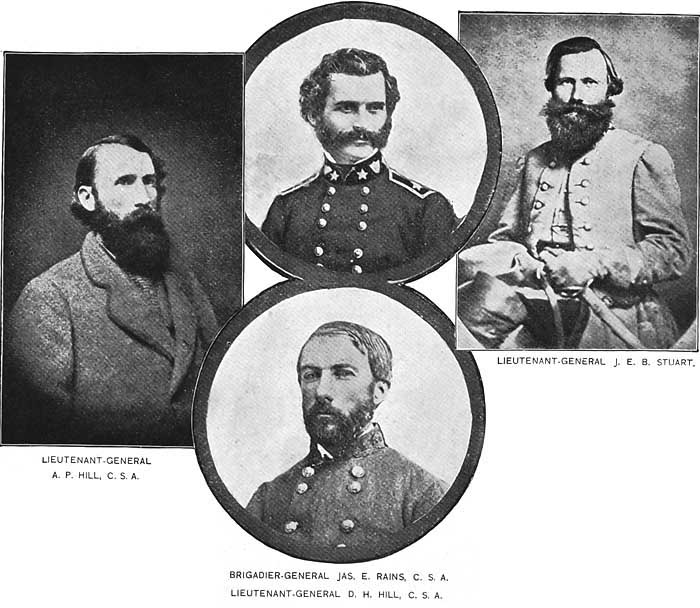 LIEUTENANT-GENERAL
A. P. HILL, C. S. A.
LIEUTENANT-GENERAL J. E. B. STUART.
BRIGADIER-GENERAL JAS. E. RAINS, C. S. A.
LIEUTENANT-GENERAL D. H. HILL, C. S. A.